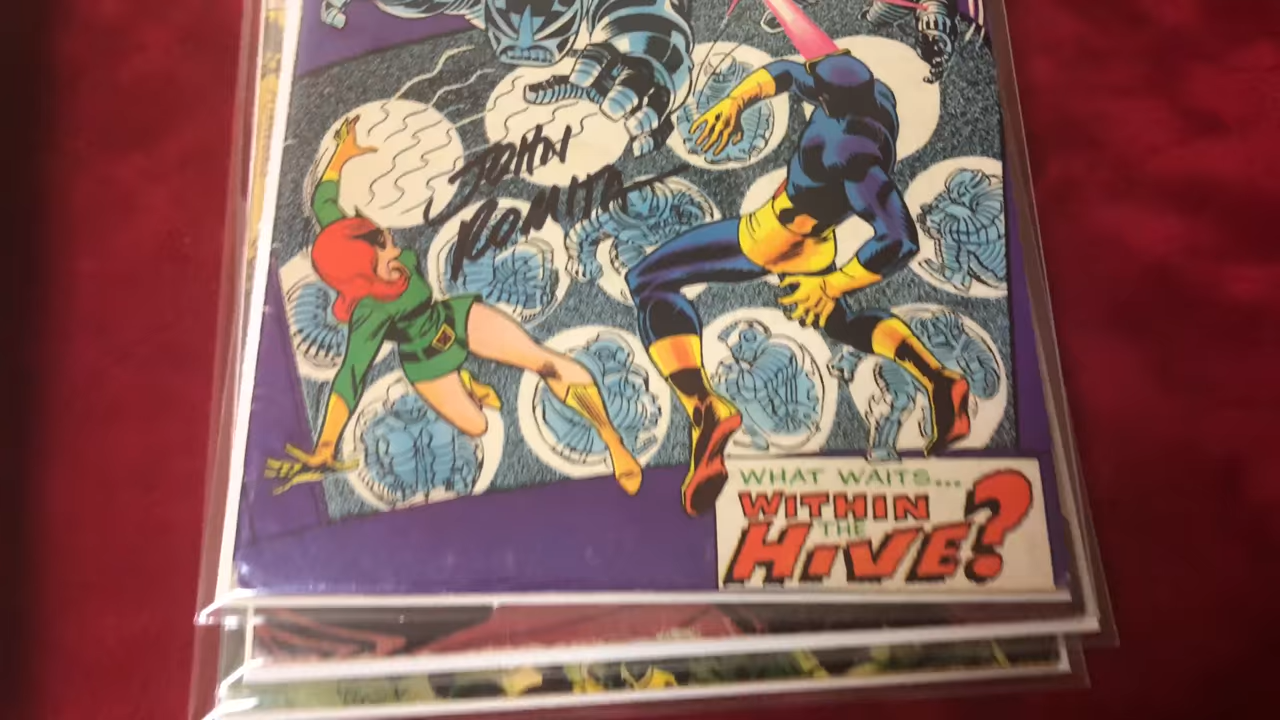 JOHN
ROMITA
WHAT WAITS...
WITHIN
THE
HIVE?